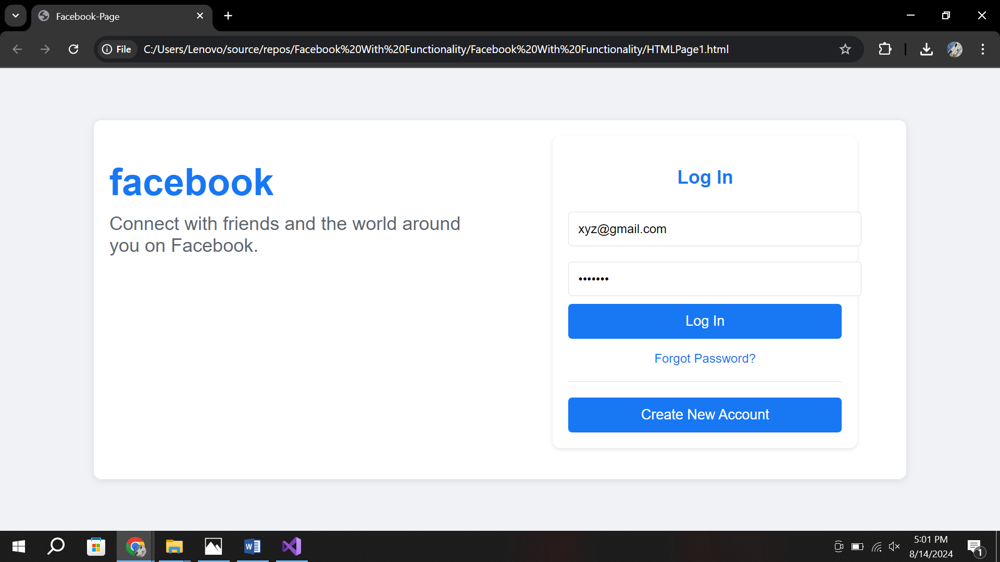 Facebook-Page
File
C:/Users/Lenovo/source/repos/Facebook%20With%20Functionality/Facebook%20With%20Functionality/HTMLPage1.html
facebook
Connect with friends and the world around
you on Facebook.
Log In
xyz@gmail.com
•••••••
Log In
Forgot Password?
Create New Account
W
5:01 PM
8/14/2024
1